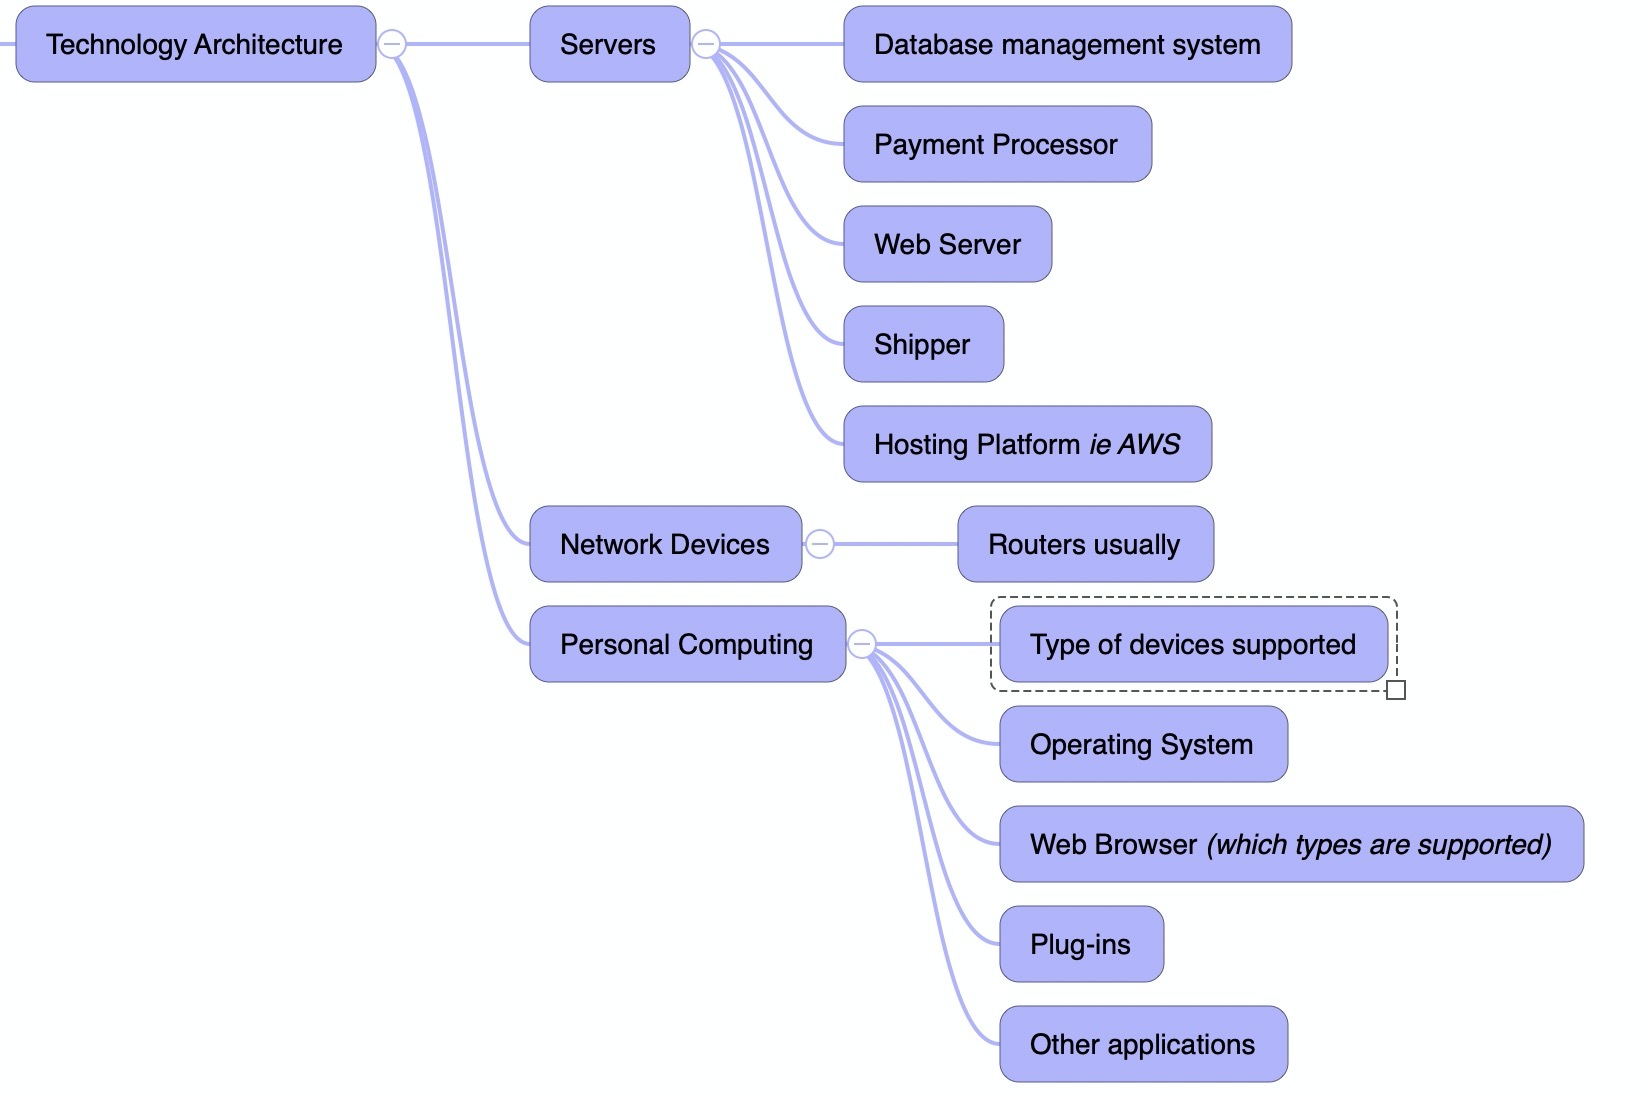 Technology Architecture
Servers
Database management system
Payment Processor
Web Server
Shipper
Hosting Platform ie AWS
Network Devices
Routers usually
Personal Computing
Type of devices supported
Operating System
Web Browser (which types are supported)
Plug-ins
Other applications